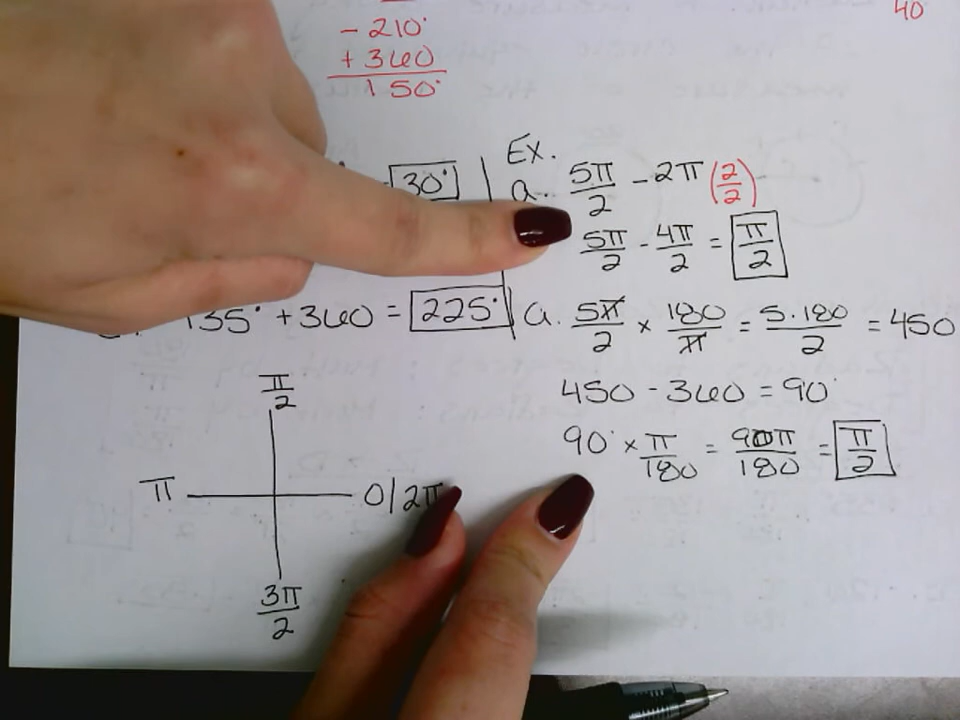 40
- 210°
+ 360
150°
= 30°
135° + 360 = 225°
π/2
π 0/2π
3π/2
Ex.
a. 5π/2 - 2π (2/2)
5π/2 - 4π/2 = π/2
a. 5π/2 × 180/π = 5·180/2 = 450
450 - 360 = 90°
90° × π/180 = 90π/180 = π/2